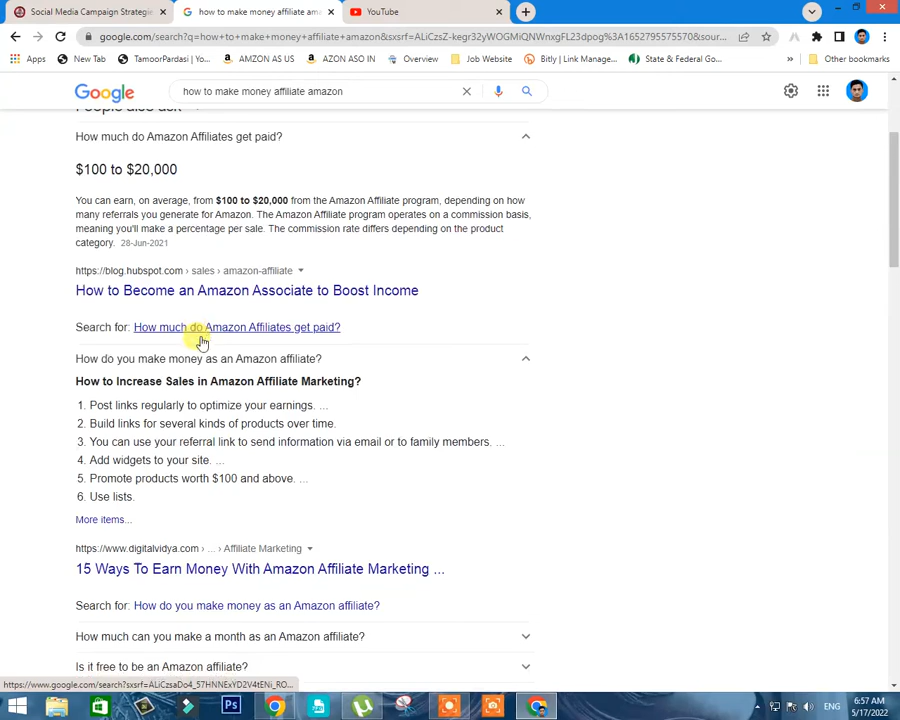 Social Media Campaign Strategie
how to make money affiliate am
YouTube
google.com/search?q=how+to+make+money+affiliate+amazon&sxsrf=ALiCzsZ-kegr32yWOGMiQNWnxgFL23dpog%3A1652795575570&sour...
Apps
New Tab
TamoorPardasi | Yo...
AMZON AS US
AZON ASO IN
Overview
Job Website
Bitly | Link Manage...
State & Federal Go...
»
Other bookmarks
Google
how to make money affiliate amazon
People also ask
How much do Amazon Affiliates get paid?
$100 to $20,000
You can earn, on average, from $100 to $20,000 from the Amazon Affiliate program, depending on how
many referrals you generate for Amazon. The Amazon Affiliate program operates on a commission basis,
meaning you'll make a percentage per sale. The commission rate differs depending on the product
category. 28-Jun-2021
https://blog.hubspot.com › sales › amazon-affiliate
How to Become an Amazon Associate to Boost Income
Search for: How much do Amazon Affiliates get paid?
How do you make money as an Amazon affiliate?
How to Increase Sales in Amazon Affiliate Marketing?
1. Post links regularly to optimize your earnings. ...
2. Build links for several kinds of products over time.
3. You can use your referral link to send information via email or to family members. ...
4. Add widgets to your site. ...
5. Promote products worth $100 and above. ...
6. Use lists.
More items...
https://www.digitalvidya.com › ... › Affiliate Marketing
15 Ways To Earn Money With Amazon Affiliate Marketing ...
Search for: How do you make money as an Amazon affiliate?
How much can you make a month as an Amazon affiliate?
Is it free to be an Amazon affiliate?
https://www.google.com/search?sxsrf=ALiCzsaDo4_57HNNExYD2V4tENi_RO...
Ps
ENG
6:57 AM
5/17/2022